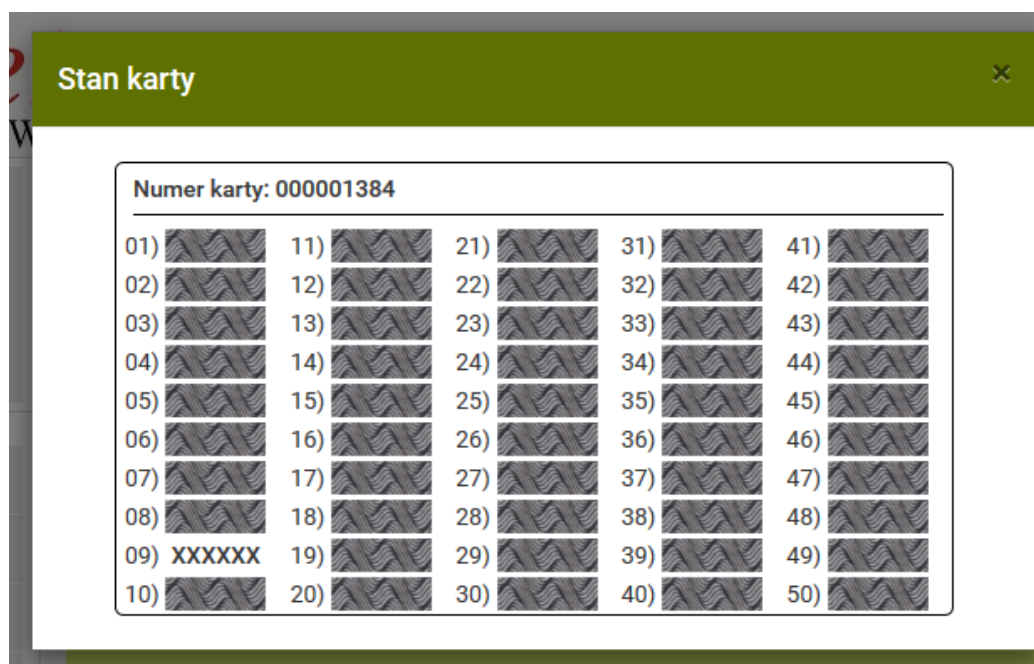 Stan karty
Numer karty: 000001384
01) 11) 21) 31) 41)
02) 12) 22) 32) 42)
03) 13) 23) 33) 43)
04) 14) 24) 34) 44)
05) 15) 25) 35) 45)
06) 16) 26) 36) 46)
07) 17) 27) 37) 47)
08) 18) 28) 38) 48)
09) XXXXXX 19) 29) 39) 49)
10) 20) 30) 40) 50)